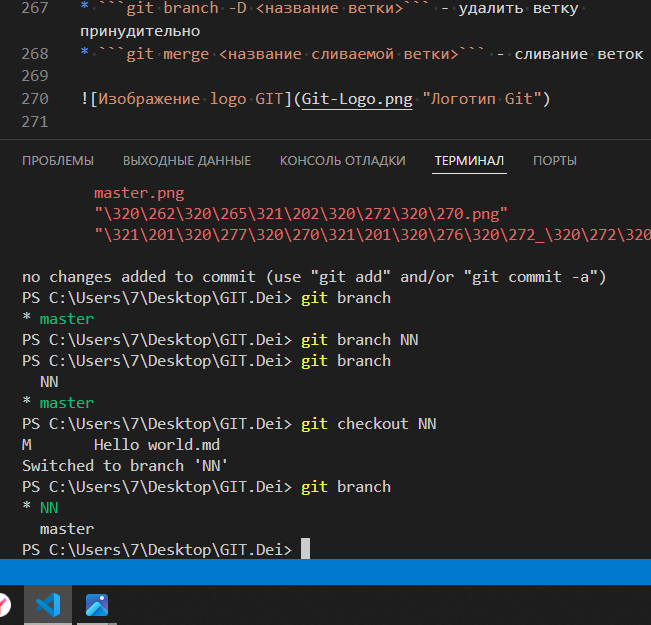 267 * ```git branch -D <название ветки>``` - удалить ветку
принудительно
268 * ```git merge <название сливаемой ветки>``` - сливание веток
269
270 ![Изображение logo GIT](Git-Logo.png "Логотип Git")
271
ПРОБЛЕМЫ ВЫХОДНЫЕ ДАННЫЕ КОНСОЛЬ ОТЛАДКИ ТЕРМИНАЛ ПОРТЫ
master.png
"\320\262\320\265\321\202\320\272\320\270.png"
"\321\201\320\277\320\270\321\201\320\276\320\272_\320\272\320
no changes added to commit (use "git add" and/or "git commit -a")
PS C:\Users\7\Desktop\GIT.Dei> git branch
* master
PS C:\Users\7\Desktop\GIT.Dei> git branch NN
PS C:\Users\7\Desktop\GIT.Dei> git branch
NN
* master
PS C:\Users\7\Desktop\GIT.Dei> git checkout NN
M Hello world.md
Switched to branch 'NN'
PS C:\Users\7\Desktop\GIT.Dei> git branch
* NN
master
PS C:\Users\7\Desktop\GIT.Dei>